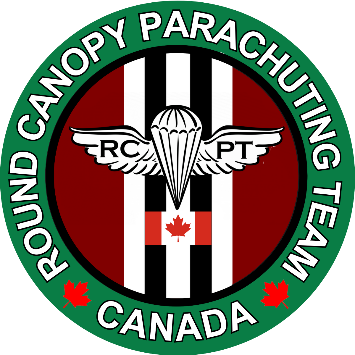 ROUND CANOPY PARACHUTING TEAM
RC PT
CANADA